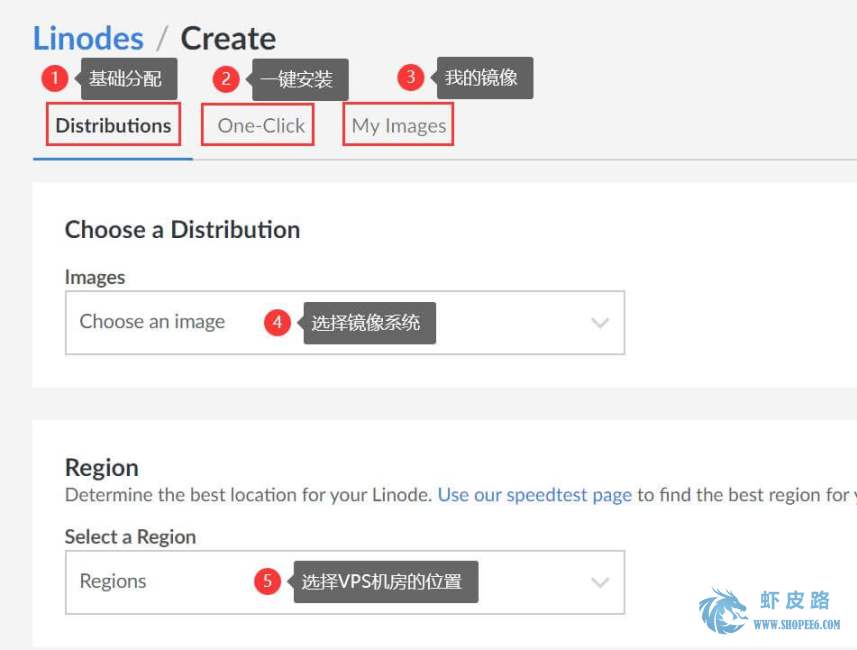 Linodes / Create
1 基础分配
2 一键安装
3 我的镜像
Distributions
One-Click
My Images
Choose a Distribution
Images
Choose an image
4 选择镜像系统
Region
Determine the best location for your Linode. Use our speedtest page to find the best region for
Select a Region
Regions
5 选择VPS机房的位置
虾皮路
WWW.SHOPEE6.COM